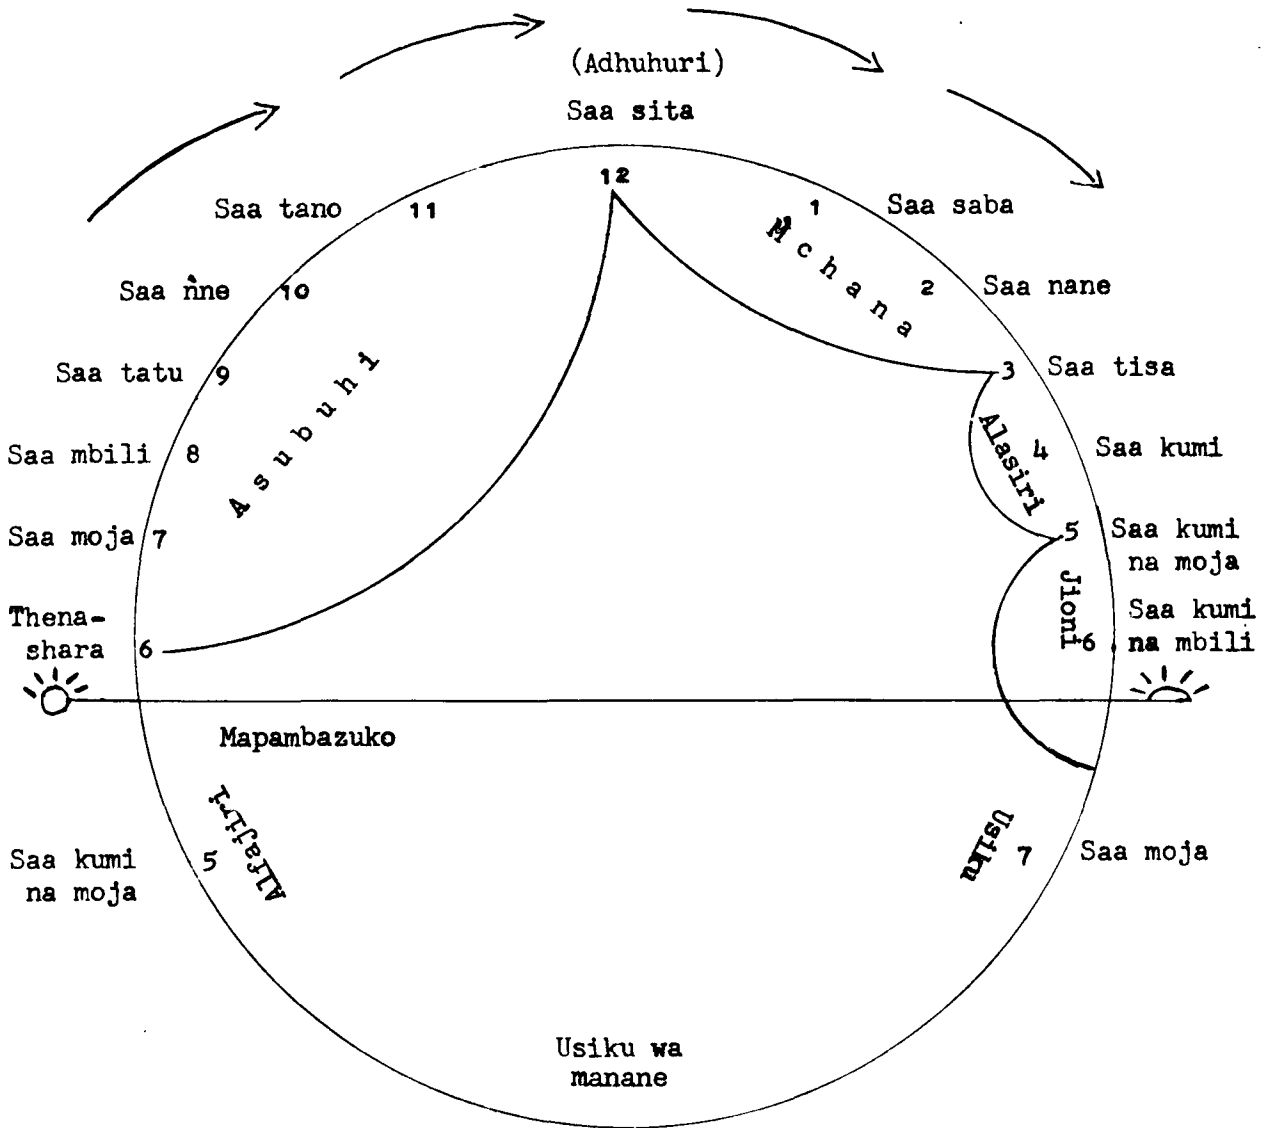 (Adhuhuri)
Saa sita
12
Saa tano 11
1 Saa saba
Mchana
Saa nne 10
2 Saa nane
Saa tatu 9
3 Saa tisa
Asubuhi
Saa mbili 8
Alasiri
4 Saa kumi
Saa moja 7
5 Saa kumi
na moja
Jioni
Thena-
shara 6
6 Saa kumi
na mbili
Mapambazuko
Alfajiri
Saa kumi
na moja 5
Usiku
7 Saa moja
Usiku wa
manane